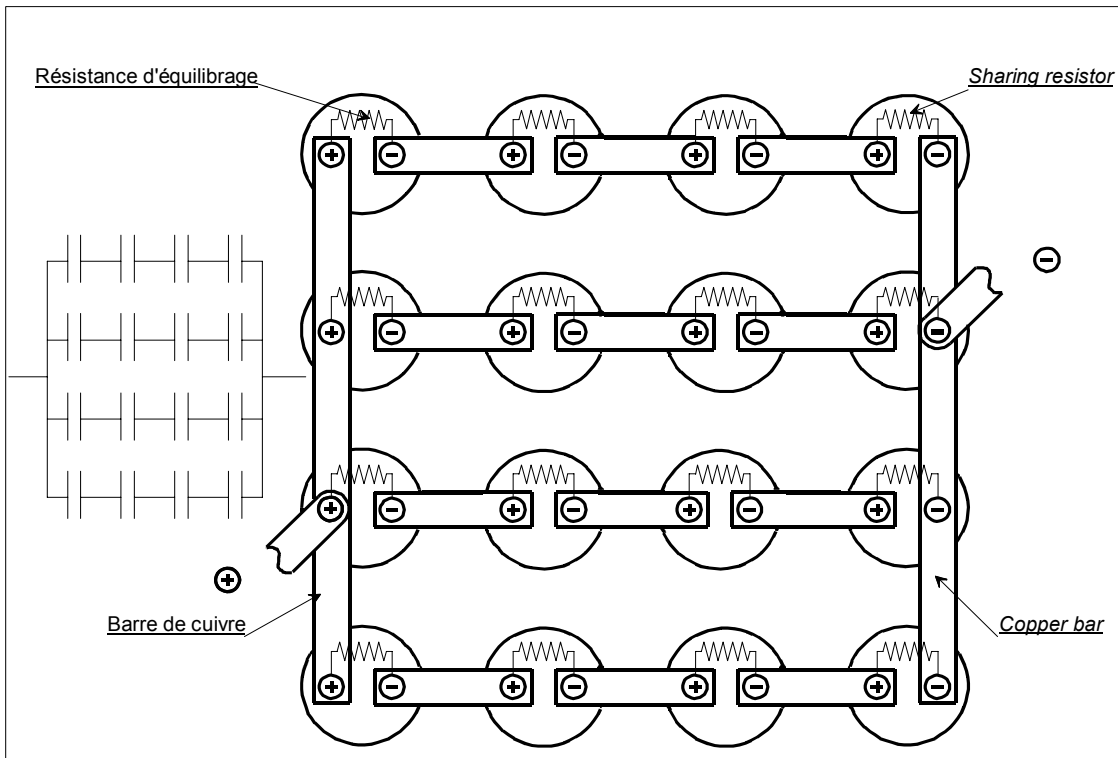 Résistance d'équilibrage
Sharing resistor
Barre de cuivre
Copper bar